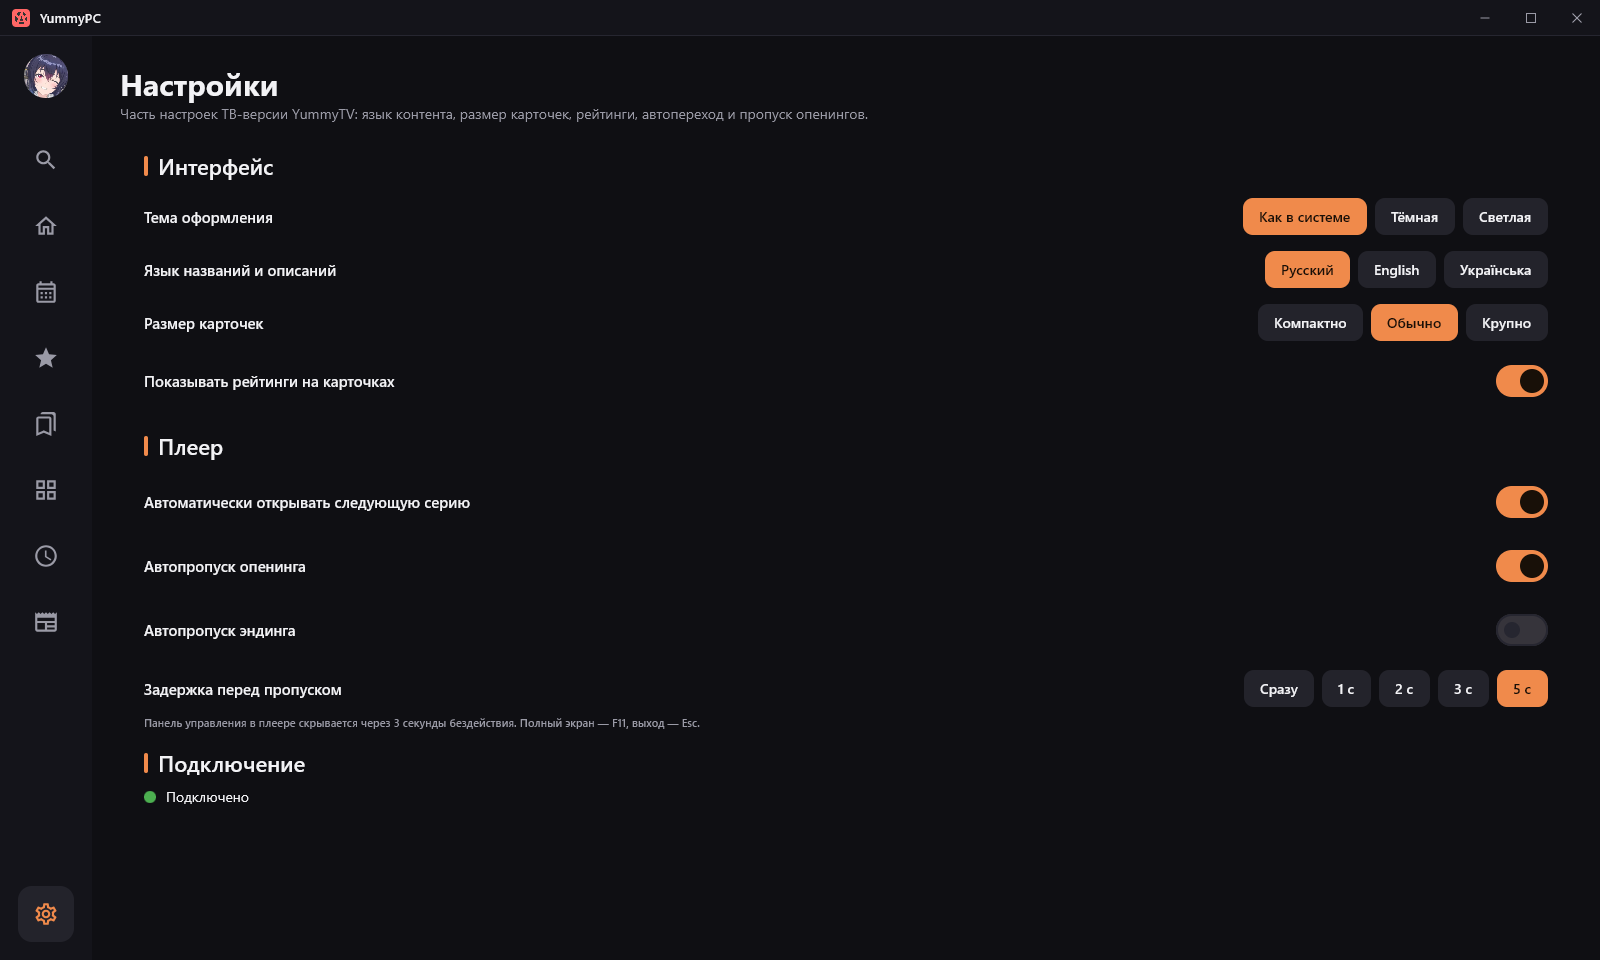 YummyPC
Настройки
Часть настроек ТВ-версии YummyTV: язык контента, размер карточек, рейтинги, автопереход и пропуск опенингов.
Интерфейс
Тема оформления
Как в системе
Тёмная
Светлая
Язык названий и описаний
Русский
English
Українська
Размер карточек
Компактно
Обычно
Крупно
Показывать рейтинги на карточках
Плеер
Автоматически открывать следующую серию
Автопропуск опенинга
Автопропуск эндинга
Задержка перед пропуском
Сразу
1 с
2 с
3 с
5 с
Панель управления в плеере скрывается через 3 секунды бездействия. Полный экран — F11, выход — Esc.
Подключение
Подключено